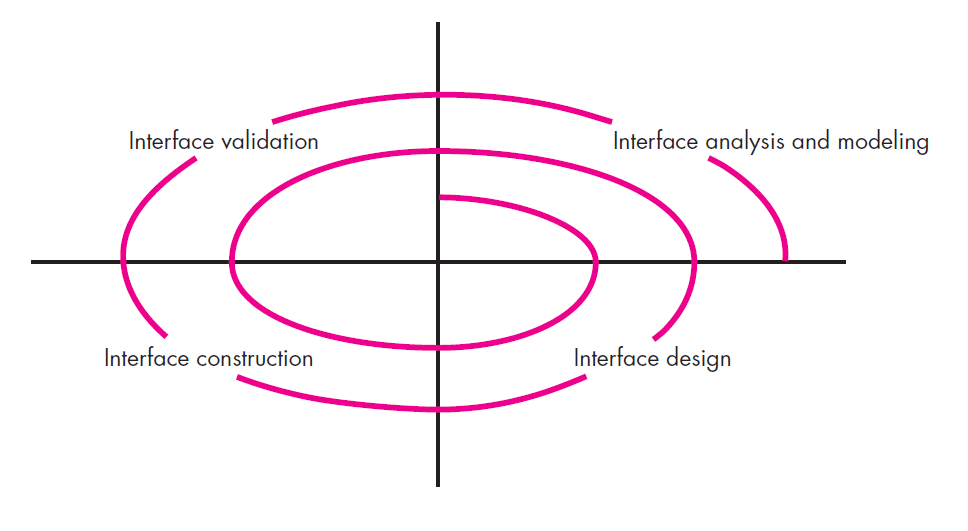 Interface validation
Interface analysis and modeling
Interface construction
Interface design